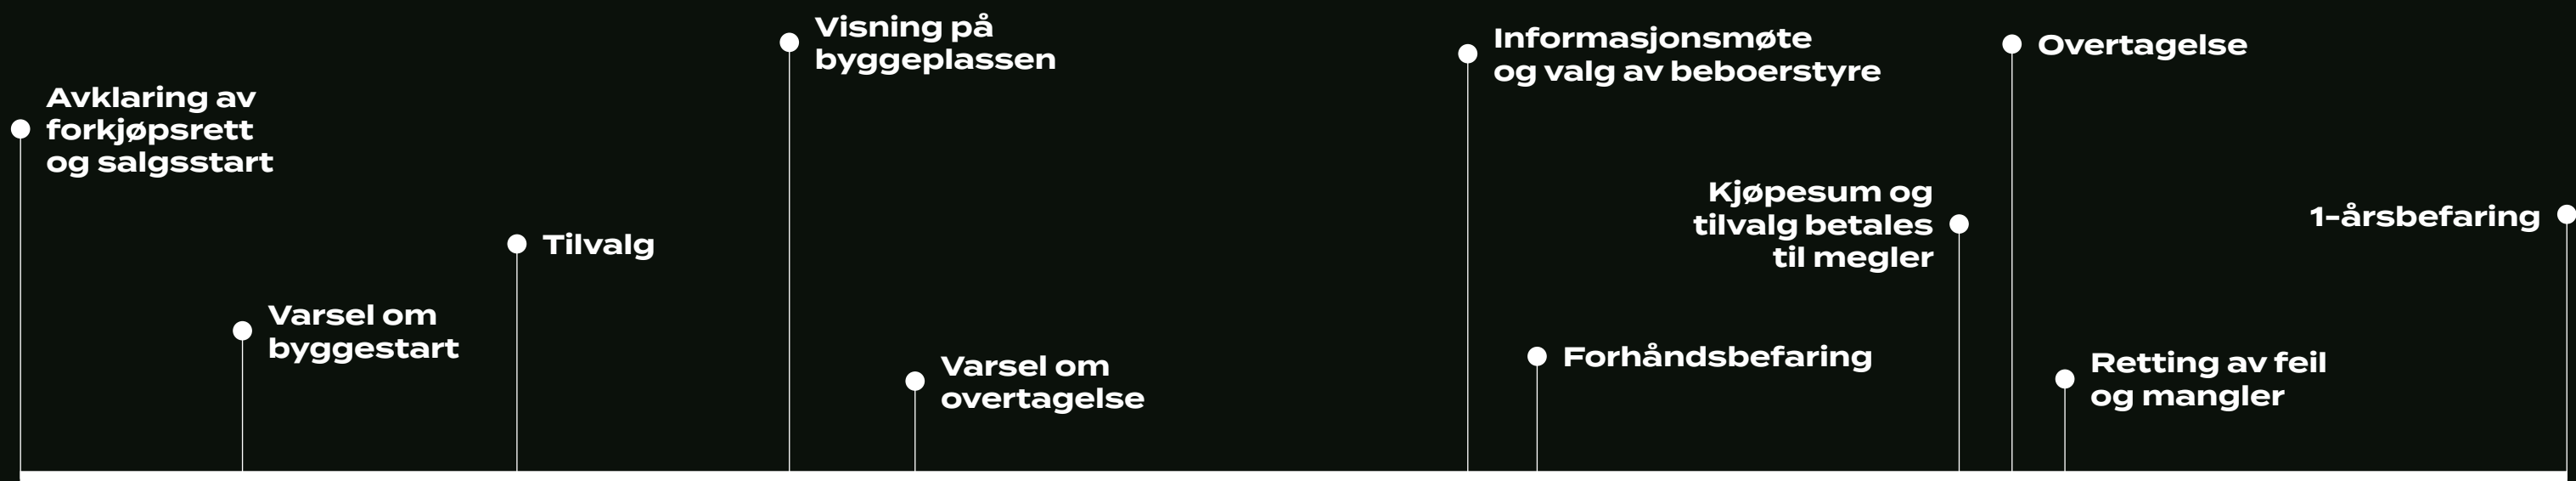 Avklaring av
forkjøpsrett
og salgsstart
Varsel om
byggestart
Tilvalg
Visning på
byggeplassen
Varsel om
overtagelse
Informasjonsmøte
og valg av beboerstyre
Forhåndsbefaring
Kjøpesum og
tilvalg betales
til megler
Overtagelse
Retting av feil
og mangler
1-årsbefaring